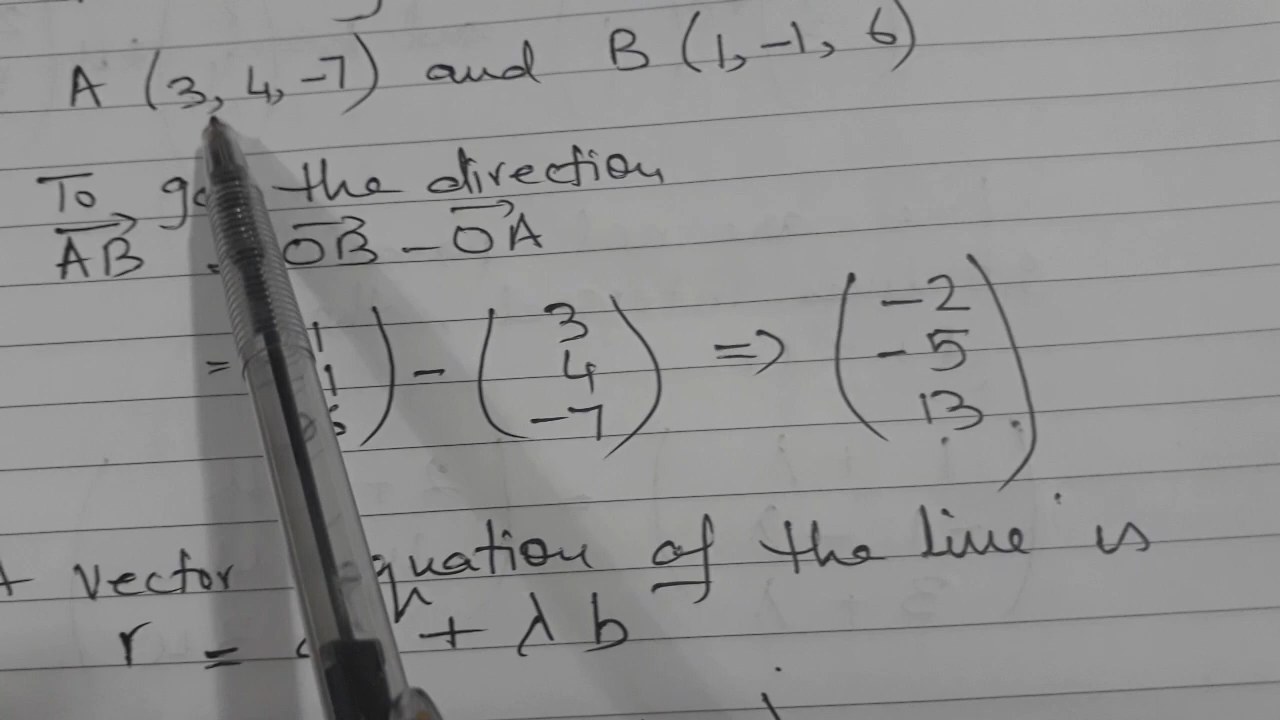 A (3, 4, -7) and B (1, -1, 6)
To the direction
AB OB - OA
= - ( 3 4 -7 ) => ( -2 -5 13 )
vector of the line is
r = + λ b